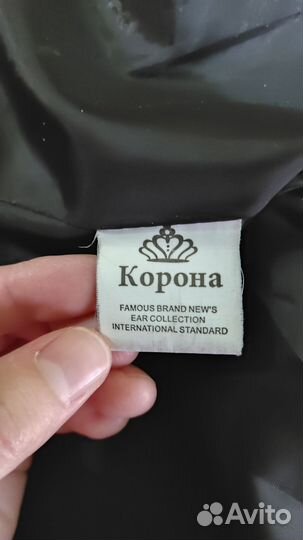 Корона
FAMOUS BRAND NEW'S
EAR COLLECTION
INTERNATIONAL STANDARD
Avito